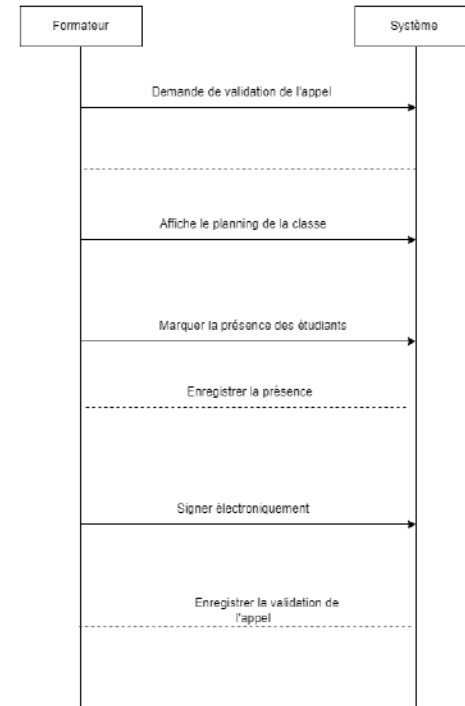 Formateur
Système
Demande de validation de l'appel
Affiche le planning de la classe
Marquer la présence des étudiants
Enregistrer la présence
Signer électroniquement
Enregistrer la validation de
l'appel